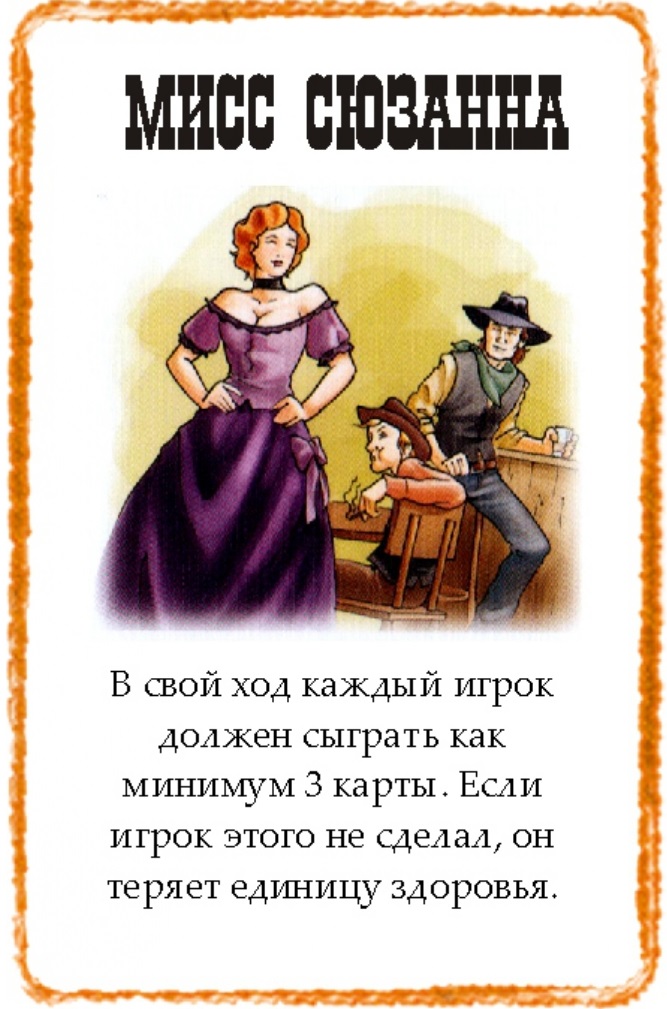 МИСС СЮЗАННА
В свой ход каждый игрок
должен сыграть как
минимум 3 карты. Если
игрок этого не сделал, он
теряет единицу здоровья.